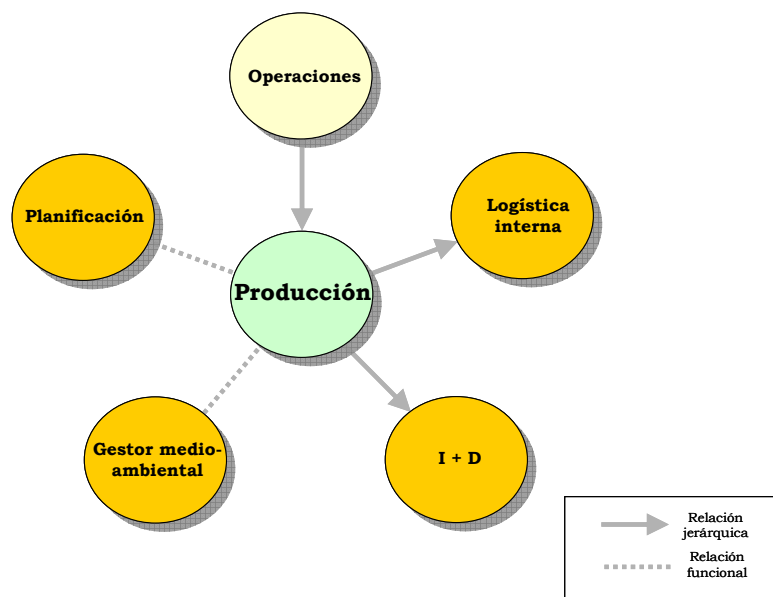 Operaciones
Planificación
Logística
interna
Producción
Gestor medio-
ambiental
I + D
Relación
jerárquica
Relación
funcional